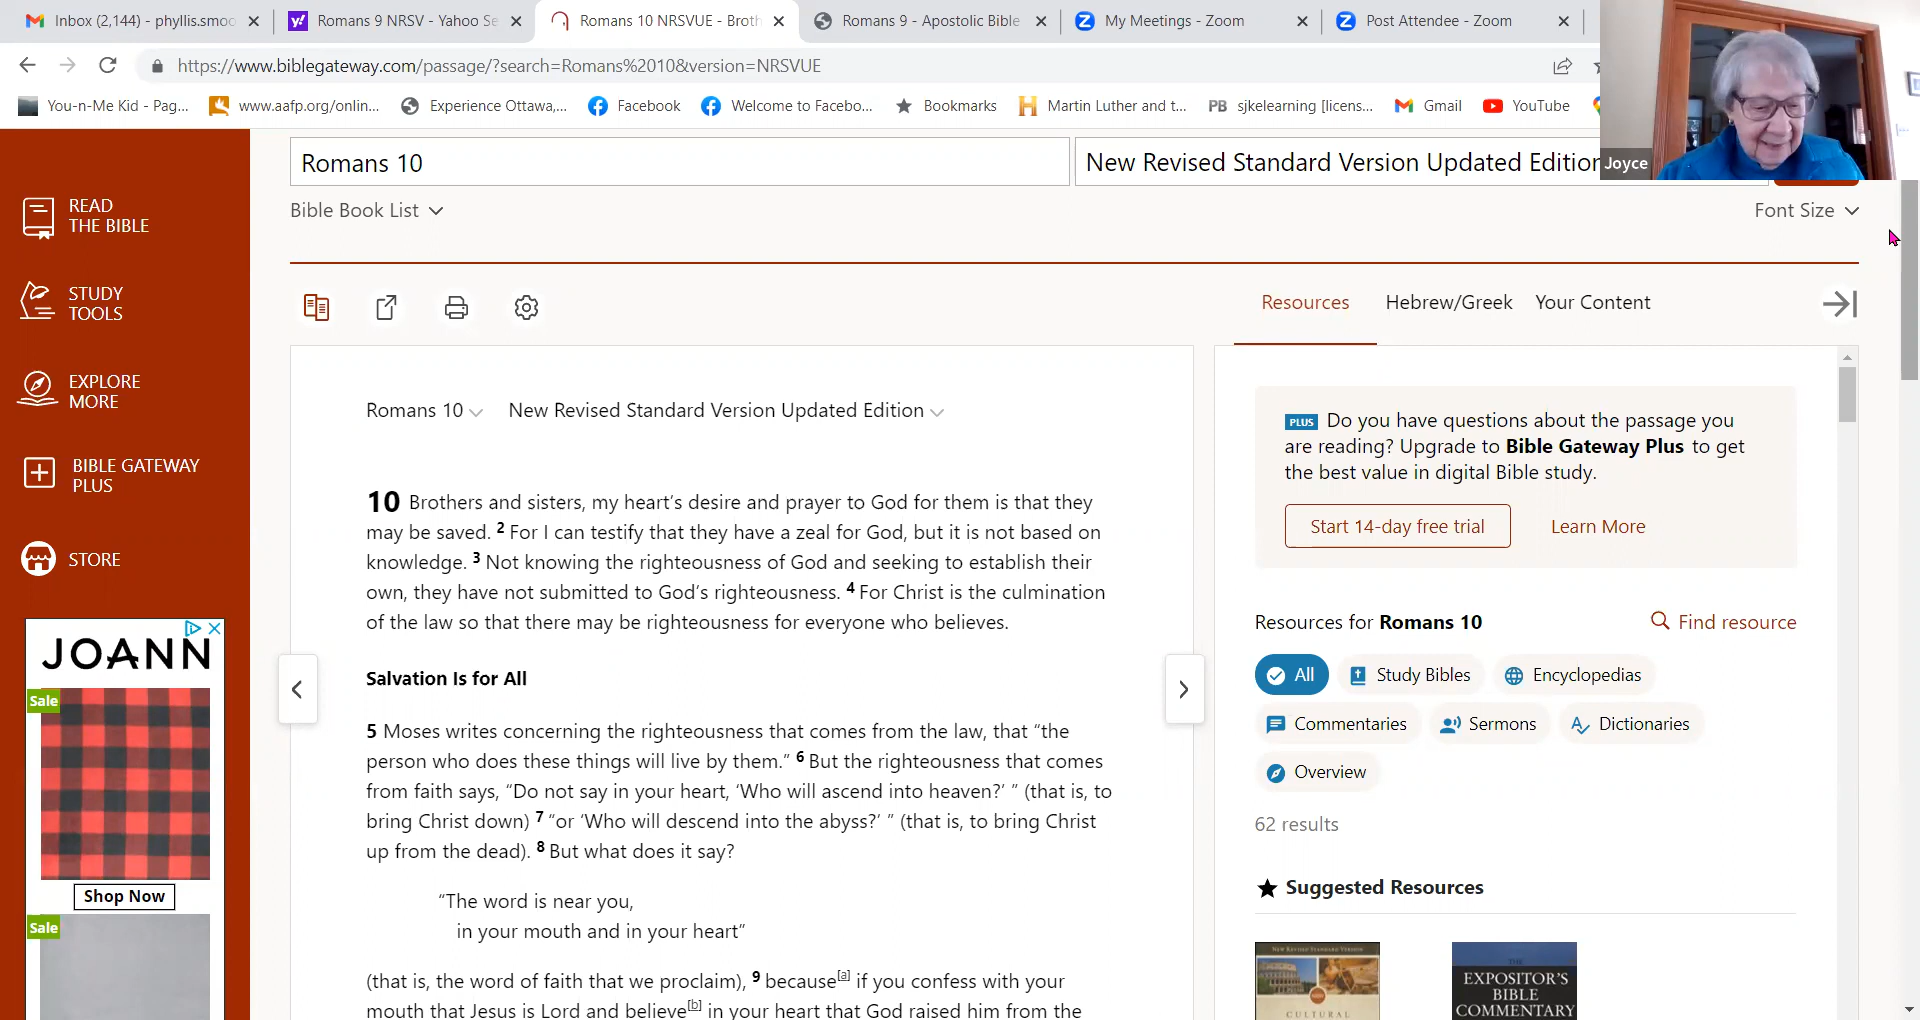 Inbox (2,144) - phyllis.smoo
Romans 9 NRSV - Yahoo Se
Romans 10 NRSVUE - Broth
Romans 9 - Apostolic Bible
My Meetings - Zoom
Post Attendee - Zoom
https://www.biblegateway.com/passage/?search=Romans%2010&version=NRSVUE
You-n-Me Kid - Pag...
www.aafp.org/onlin...
Experience Ottawa,...
Facebook
Welcome to Facebo...
Bookmarks
Martin Luther and t...
PB sjkelearning [licens...
Gmail
YouTube
Joyce
Romans 10
New Revised Standard Version Updated Edition
Bible Book List
Font Size
READ
THE BIBLE
STUDY
TOOLS
EXPLORE
MORE
BIBLE GATEWAY
PLUS
STORE
JOANN
Sale
Shop Now
Sale
Resources
Hebrew/Greek
Your Content
Romans 10
New Revised Standard Version Updated Edition
10 Brothers and sisters, my heart's desire and prayer to God for them is that they
may be saved. 2 For I can testify that they have a zeal for God, but it is not based on
knowledge. 3 Not knowing the righteousness of God and seeking to establish their
own, they have not submitted to God's righteousness. 4 For Christ is the culmination
of the law so that there may be righteousness for everyone who believes.
Salvation Is for All
5 Moses writes concerning the righteousness that comes from the law, that “the
person who does these things will live by them.” 6 But the righteousness that comes
from faith says, “Do not say in your heart, ‘Who will ascend into heaven?’ ” (that is, to
bring Christ down) 7 “or ‘Who will descend into the abyss?’ ” (that is, to bring Christ
up from the dead). 8 But what does it say?
“The word is near you,
in your mouth and in your heart”
(that is, the word of faith that we proclaim), 9 because[a] if you confess with your
mouth that Jesus is Lord and believe[b] in your heart that God raised him from the
PLUS Do you have questions about the passage you
are reading? Upgrade to Bible Gateway Plus to get
the best value in digital Bible study.
Start 14-day free trial
Learn More
Resources for Romans 10
Find resource
All
Study Bibles
Encyclopedias
Commentaries
Sermons
Dictionaries
Overview
62 results
Suggested Resources
NEW REVISED STANDARD VERSION
CULTURAL
THE
EXPOSITOR'S
BIBLE
COMMENTARY